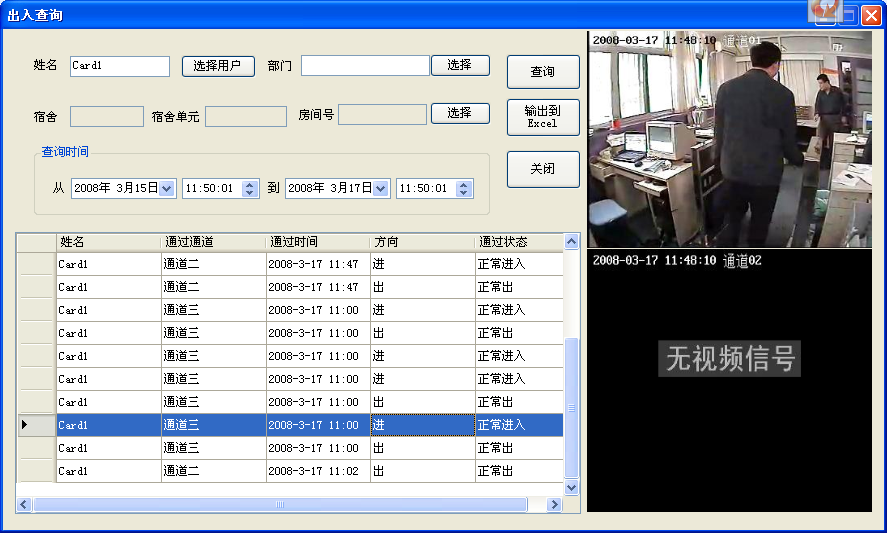 出入查询
姓名 Card1 选择用户 部门 选择 查询
宿舍 宿舍单元 房间号 选择 输出到 Excel
查询时间 关闭
从 2008年 3月15日 11:50:01 到 2008年 3月17日 11:50:01
姓名 通过通道 通过时间 方向 通过状态
Card1 通道二 2008-3-17 11:47 进 正常进入
Card1 通道二 2008-3-17 11:47 出 正常出
Card1 通道三 2008-3-17 11:00 进 正常进入
Card1 通道三 2008-3-17 11:00 出 正常出
Card1 通道三 2008-3-17 11:00 进 正常进入
Card1 通道三 2008-3-17 11:00 进 正常进入
Card1 通道三 2008-3-17 11:00 出 正常出
Card1 通道三 2008-3-17 11:00 进 正常进入
Card1 通道三 2008-3-17 11:00 出 正常出
Card1 通道二 2008-3-17 11:02 出 正常出
2008-03-17 11:48:10 通道01
2008-03-17 11:48:10 通道02
无视频信号